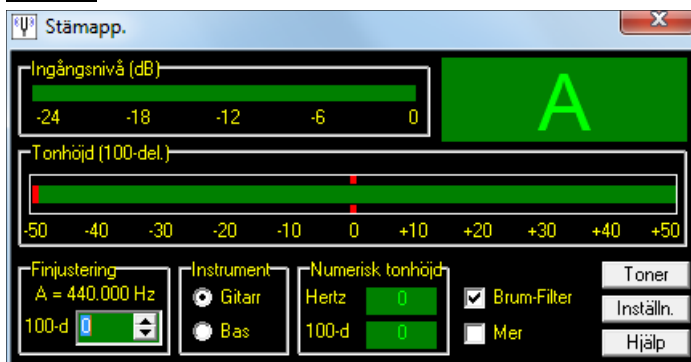 Stämapp.
Ingångsnivå (dB)
-24 -18 -12 -6 0
A
Tonhöjd (100-del.)
-50 -40 -30 -20 -10 0 +10 +20 +30 +40 +50
Finjustering
A = 440.000 Hz
100-d 0
Instrument
Gitarr
Bas
Numerisk tonhöjd
Hertz 0
100-d 0
Brum-Filter
Mer
Toner
Inställn.
Hjälp